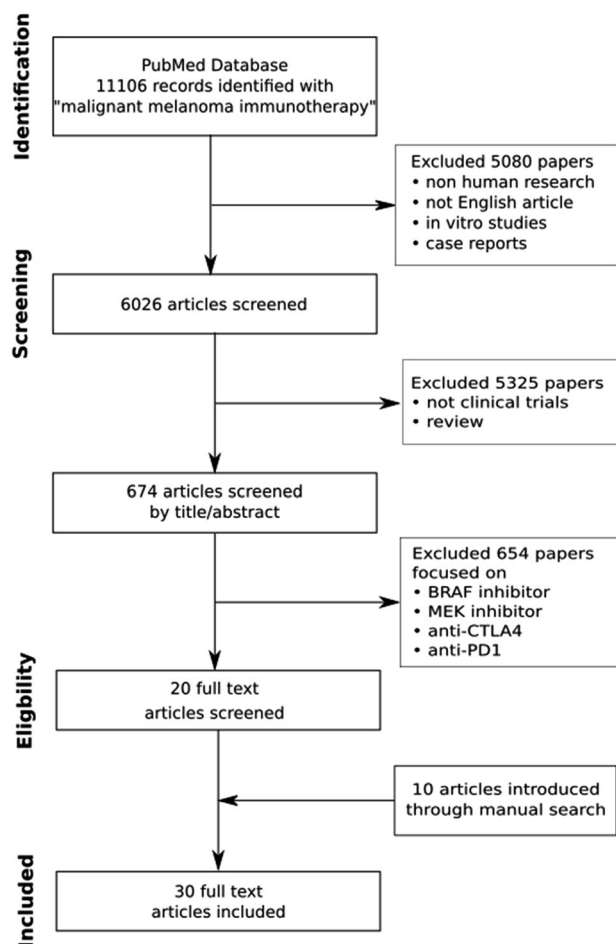 Identification
PubMed Database
11106 records identified with
"malignant melanoma immunotherapy"
Excluded 5080 papers
• non human research
• not English article
• in vitro studies
• case reports
Screening
6026 articles screened
Excluded 5325 papers
• not clinical trials
• review
674 articles screened
by title/abstract
Excluded 654 papers
focused on
• BRAF inhibitor
• MEK inhibitor
• anti-CTLA4
• anti-PD1
Eligbility
20 full text
articles screened
10 articles introduced
through manual search
Included
30 full text
articles included